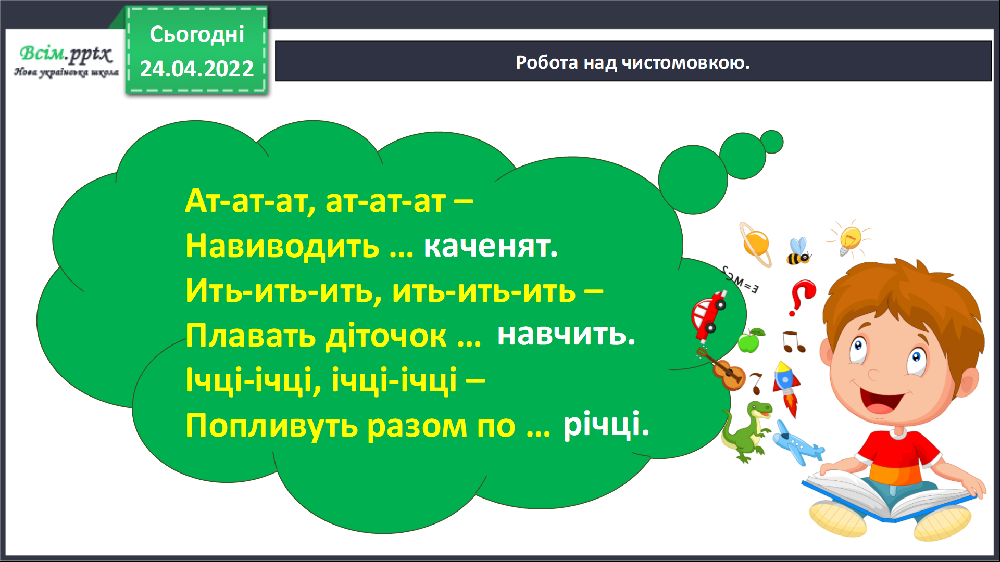 Сьогодні
24.04.2022
Всім.pptx
Нова українська школа
Робота над чистомовкою.
Ат-ат-ат, ат-ат-ат –
Навиводить ... каченят.
Ить-ить-ить, ить-ить-ить –
Плавать діточок ... навчить.
Ічці-ічці, ічці-ічці –
Попливуть разом по ... річці.
E=MC2